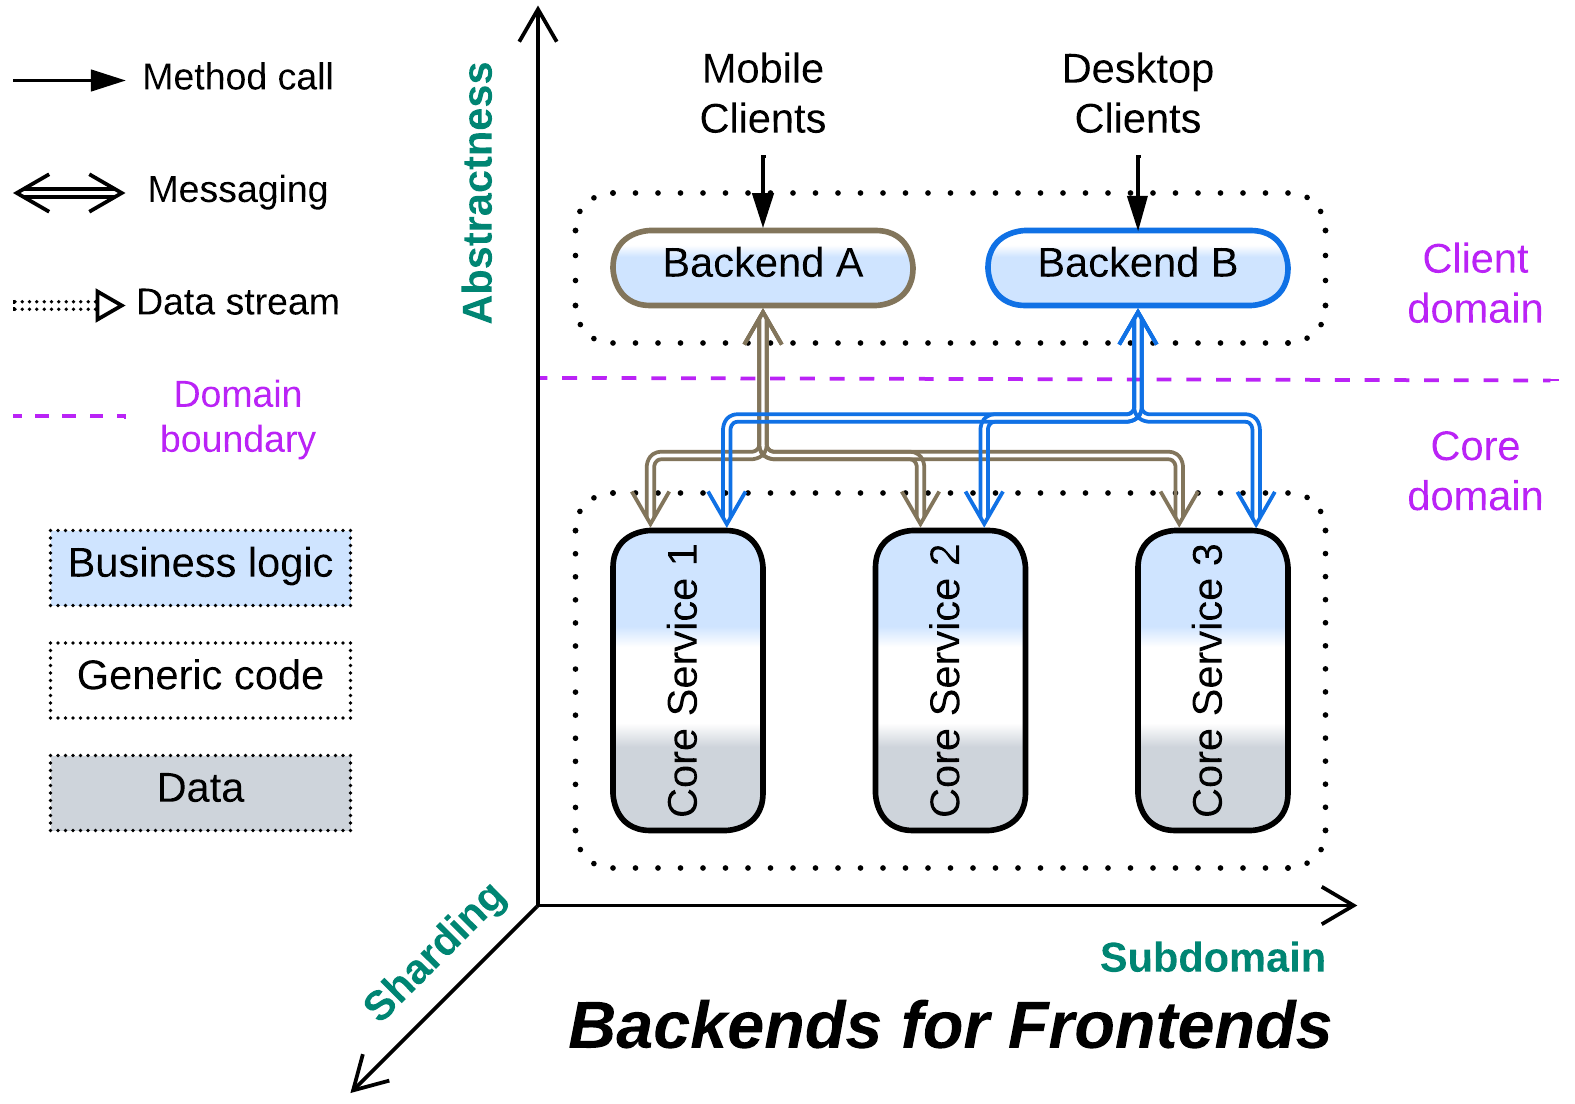 Method call
Messaging
Data stream
Domain
boundary
Business logic
Generic code
Data
Abstractness
Mobile
Clients
Desktop
Clients
Backend A
Backend B
Client
domain
Core
domain
Core Service 1
Core Service 2
Core Service 3
Sharding
Subdomain
Backends for Frontends